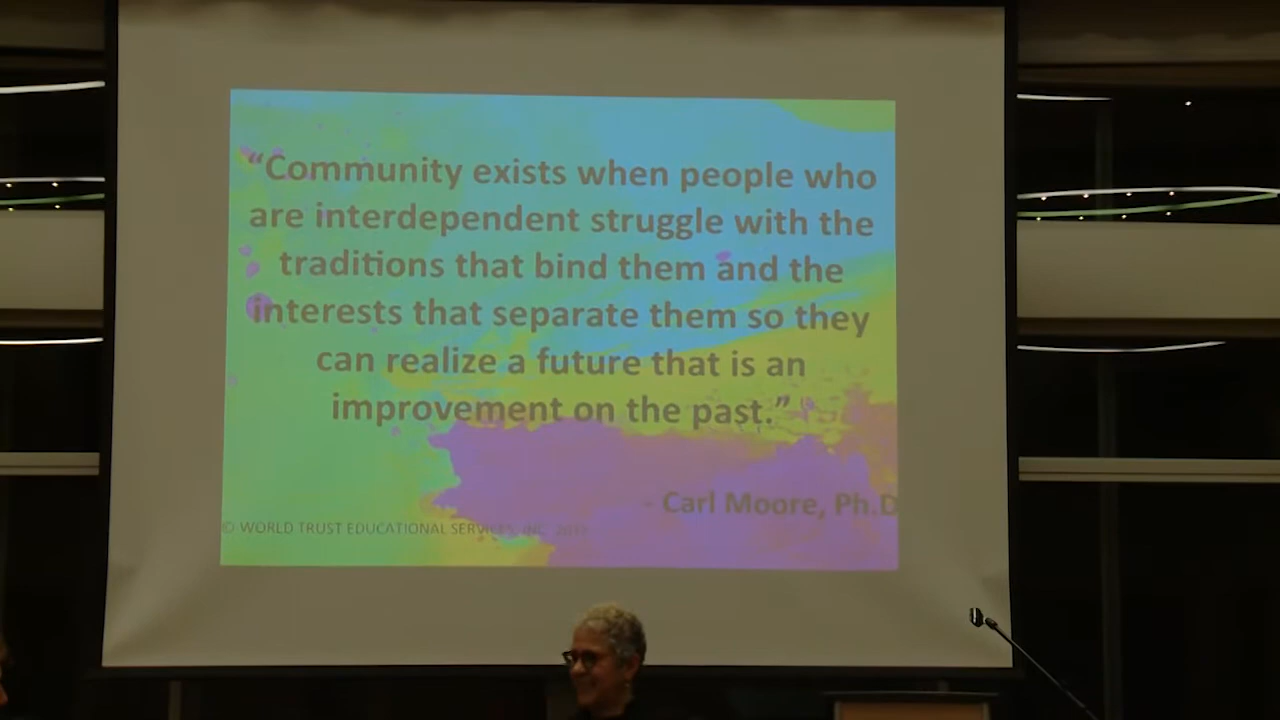 “Community exists when people who
are interdependent struggle with the
traditions that bind them and the
interests that separate them so they
can realize a future that is an
improvement on the past.”
- Carl Moore, Ph.D
© WORLD TRUST EDUCATIONAL SERVICES, INC.